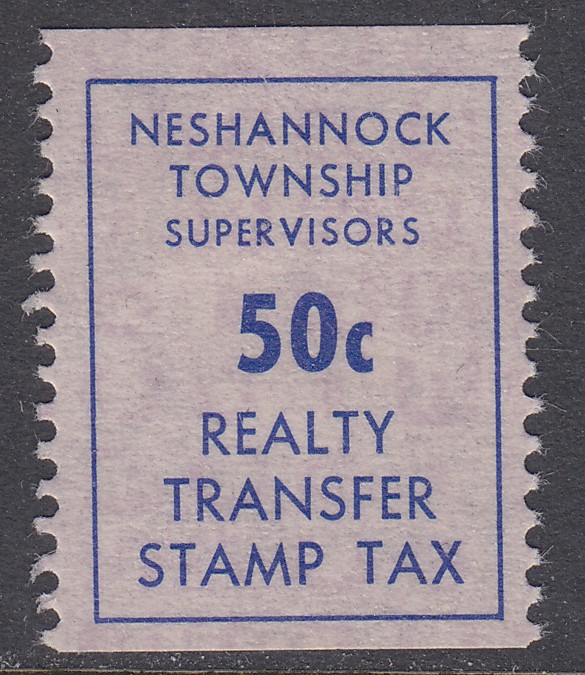 NESHANNOCK
TOWNSHIP
SUPERVISORS
50c
REALTY
TRANSFER
STAMP TAX